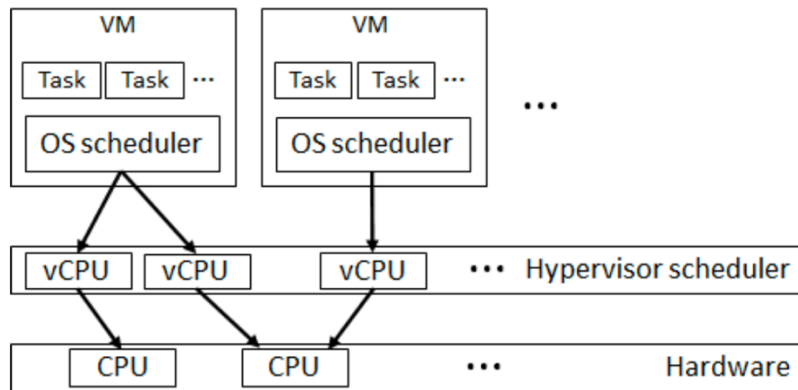 VM VM
Task Task ... Task Task ...
...
OS scheduler OS scheduler
vCPU vCPU vCPU ... Hypervisor scheduler
CPU CPU ... Hardware